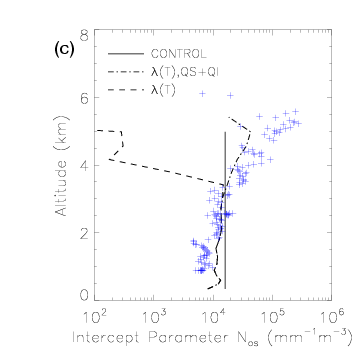 (c)
CONTROL
λ(T),QS+QI
λ(T)
8
6
4
2
0
Altitude (km)
10² 10³ 10⁴ 10⁵ 10⁶
Intercept Parameter Nₒₛ (mm⁻¹m⁻³)